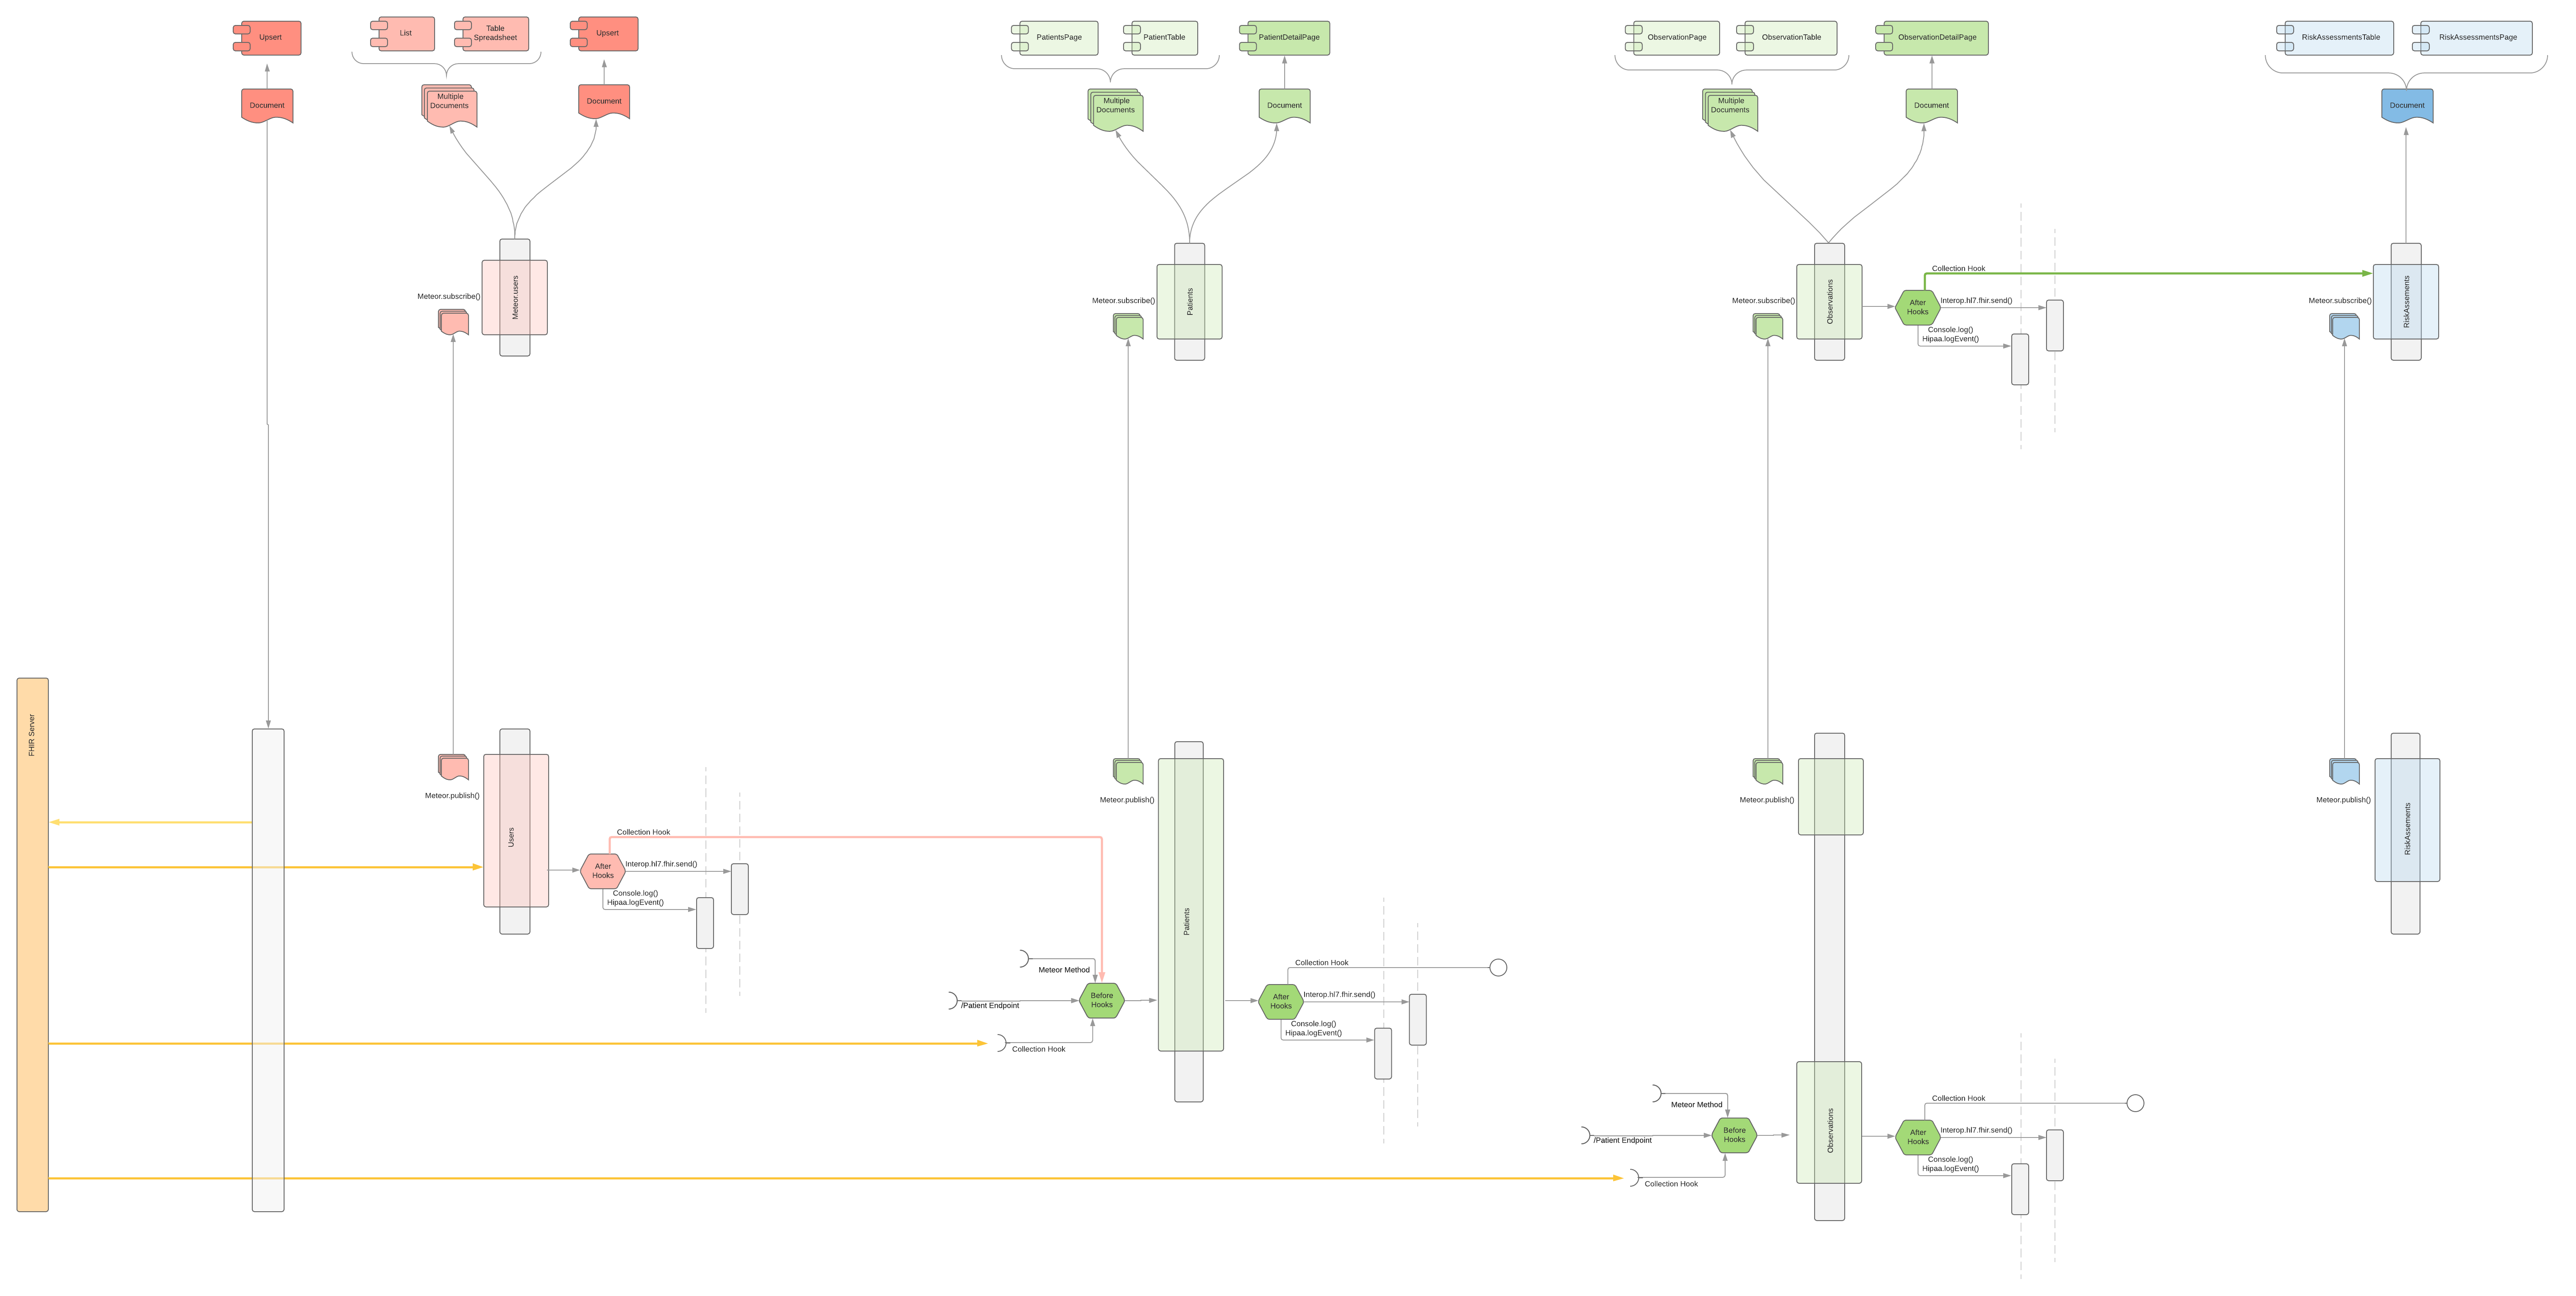 Upsert
List
Table
Spreadsheet
Upsert
PatientsPage
PatientTable
PatientDetailPage
ObservationPage
ObservationTable
ObservationDetailPage
RiskAssessmentsTable
RiskAssessmentsPage
Document
Multiple
Documents
Document
Multiple
Documents
Document
Multiple
Documents
Document
Document
Meteor.subscribe()
Meteor.users
Meteor.subscribe()
Patients
Meteor.subscribe()
Observations
After
Hooks
Collection Hook
Interop.hl7.fhir.send()
Console.log()
Hipaa.logEvent()
Meteor.subscribe()
RiskAssements
FHIR Server
Meteor.publish()
Users
After
Hooks
Collection Hook
Interop.hl7.fhir.send()
Console.log()
Hipaa.logEvent()
Meteor.publish()
Patients
Meteor Method
/Patient Endpoint
Collection Hook
Before
Hooks
After
Hooks
Collection Hook
Interop.hl7.fhir.send()
Console.log()
Hipaa.logEvent()
Meteor.publish()
Meteor.publish()
RiskAssements
Meteor Method
/Patient Endpoint
Collection Hook
Before
Hooks
Observations
After
Hooks
Collection Hook
Interop.hl7.fhir.send()
Console.log()
Hipaa.logEvent()